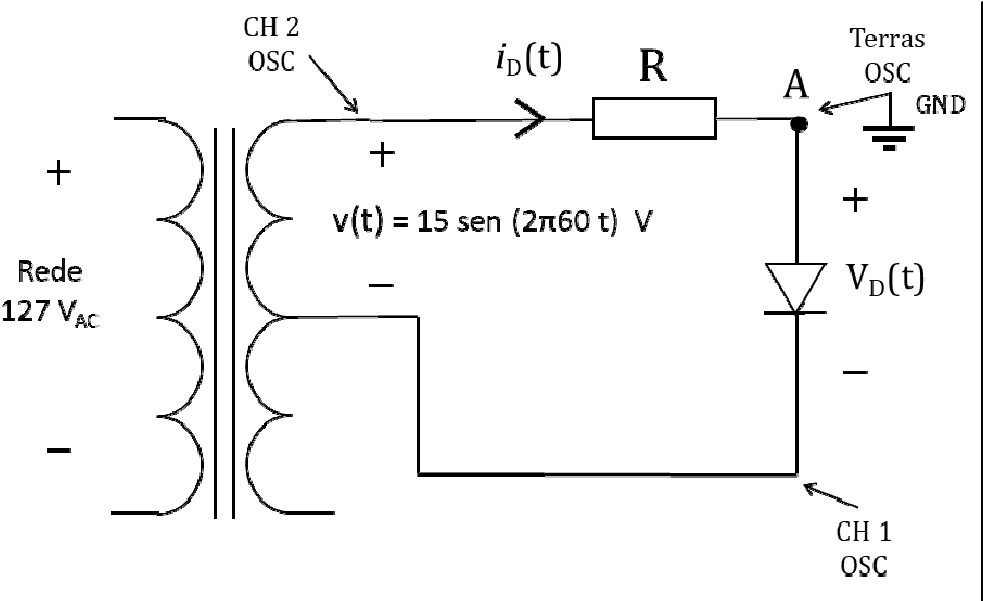 CH 2
OSC
i_D(t)
R
A
Terras
OSC
GND
+
+
+
v(t) = 15 sen (2π60 t) V
Rede
127 V_AC
−
V_D(t)
−
−
CH 1
OSC